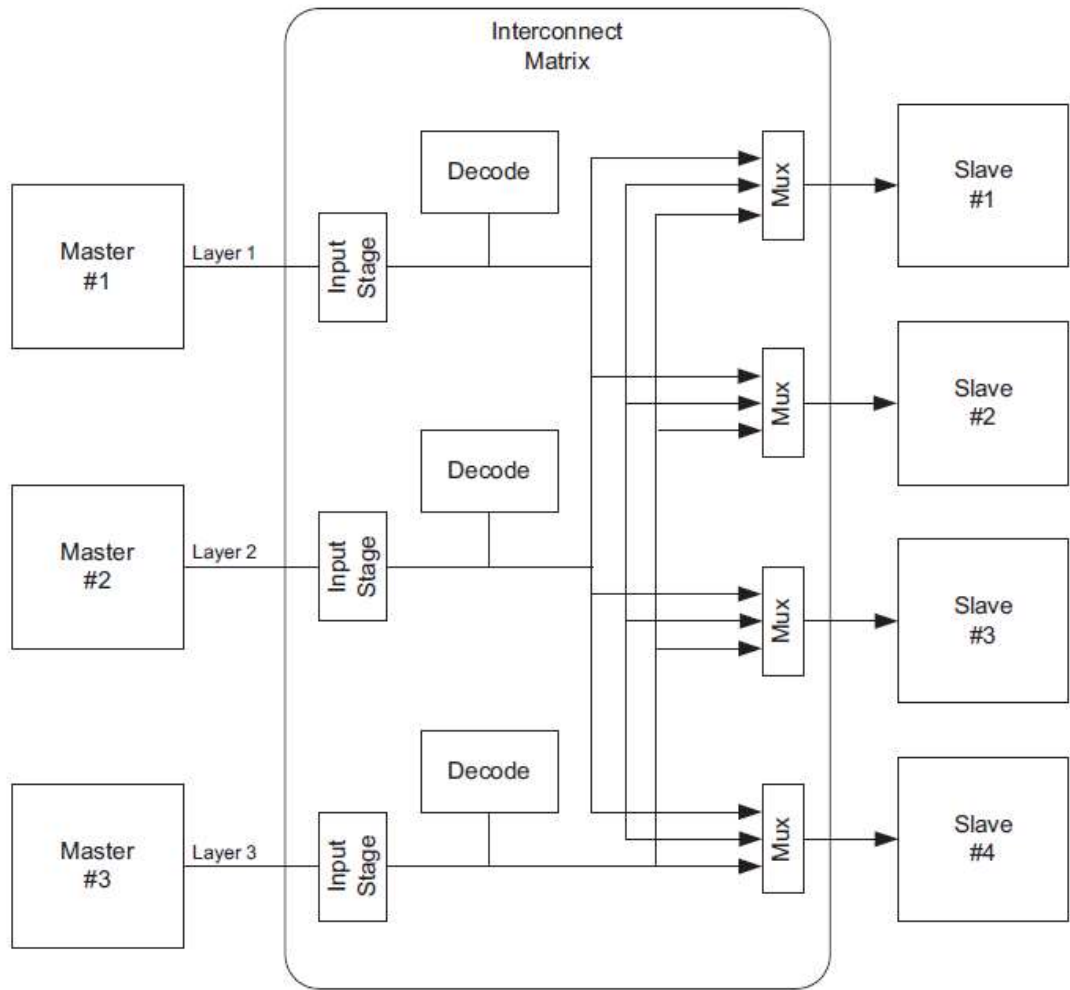 Interconnect
Matrix
Master
#1
Layer 1
Input
Stage
Decode
Mux
Slave
#1
Mux
Slave
#2
Master
#2
Layer 2
Input
Stage
Decode
Mux
Slave
#3
Master
#3
Layer 3
Input
Stage
Decode
Mux
Slave
#4